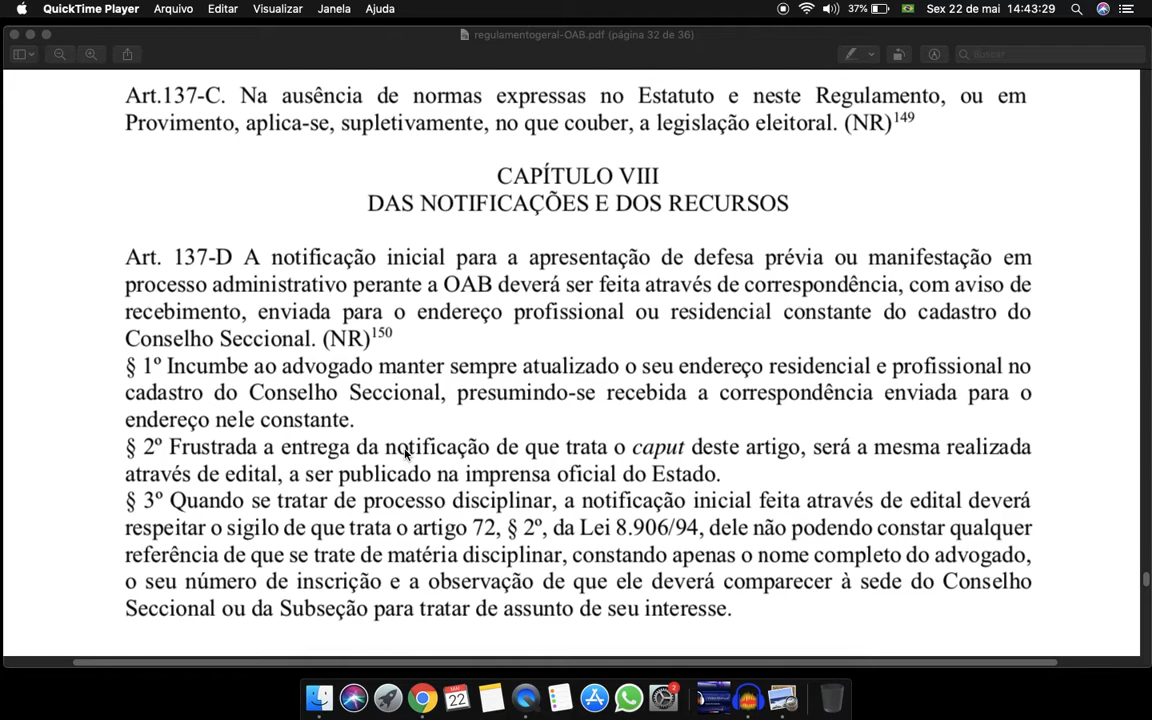 QuickTime Player Arquivo Editar Visualizar Janela Ajuda 37% Sex 22 de mai 14:43:29
regulamentogeral-OAB.pdf (página 32 de 36)
Buscar
Art.137-C. Na ausência de normas expressas no Estatuto e neste Regulamento, ou em
Provimento, aplica-se, supletivamente, no que couber, a legislação eleitoral. (NR)149
CAPÍTULO VIII
DAS NOTIFICAÇÕES E DOS RECURSOS
Art. 137-D A notificação inicial para a apresentação de defesa prévia ou manifestação em
processo administrativo perante a OAB deverá ser feita através de correspondência, com aviso de
recebimento, enviada para o endereço profissional ou residencial constante do cadastro do
Conselho Seccional. (NR)150
§ 1º Incumbe ao advogado manter sempre atualizado o seu endereço residencial e profissional no
cadastro do Conselho Seccional, presumindo-se recebida a correspondência enviada para o
endereço nele constante.
§ 2º Frustrada a entrega da notificação de que trata o caput deste artigo, será a mesma realizada
através de edital, a ser publicado na imprensa oficial do Estado.
§ 3º Quando se tratar de processo disciplinar, a notificação inicial feita através de edital deverá
respeitar o sigilo de que trata o artigo 72, § 2º, da Lei 8.906/94, dele não podendo constar qualquer
referência de que se trate de matéria disciplinar, constando apenas o nome completo do advogado,
o seu número de inscrição e a observação de que ele deverá comparecer à sede do Conselho
Seccional ou da Subseção para tratar de assunto de seu interesse.
22
2